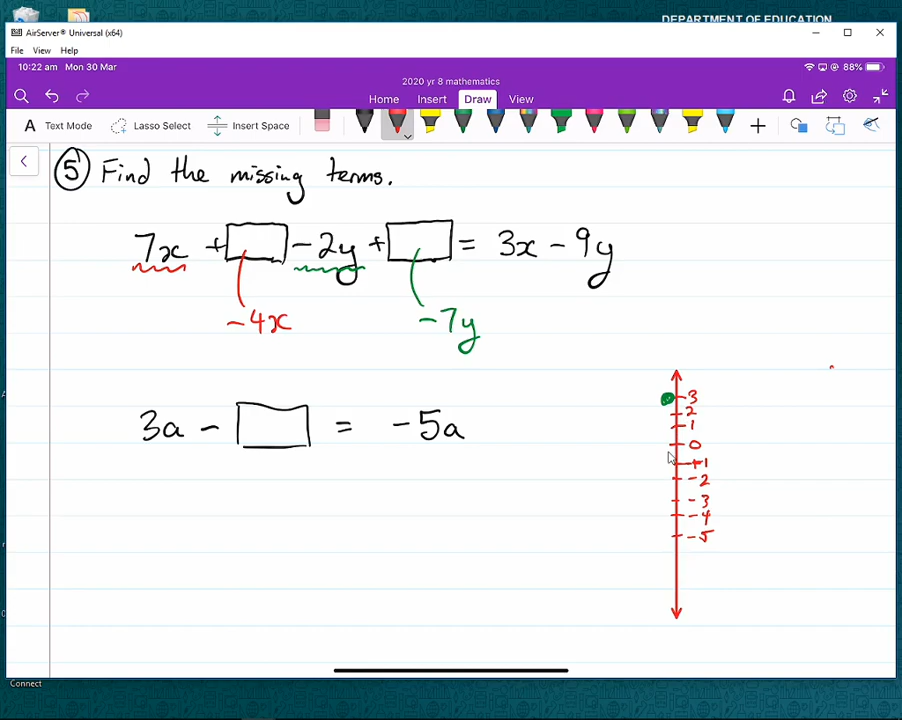 DEPARTMENT OF EDUCATION
AirServer® Universal (x64)
File View Help
10:22 am Mon 30 Mar
88%
2020 yr 8 mathematics
Home Insert Draw View
A Text Mode Lasso Select Insert Space
⑤ Find the missing terms.
7x + □ - 2y + □ = 3x - 9y
-4x -7y
3a - □ = -5a
3
2
1
0
+1
-2
-3
-4
-5
Connect